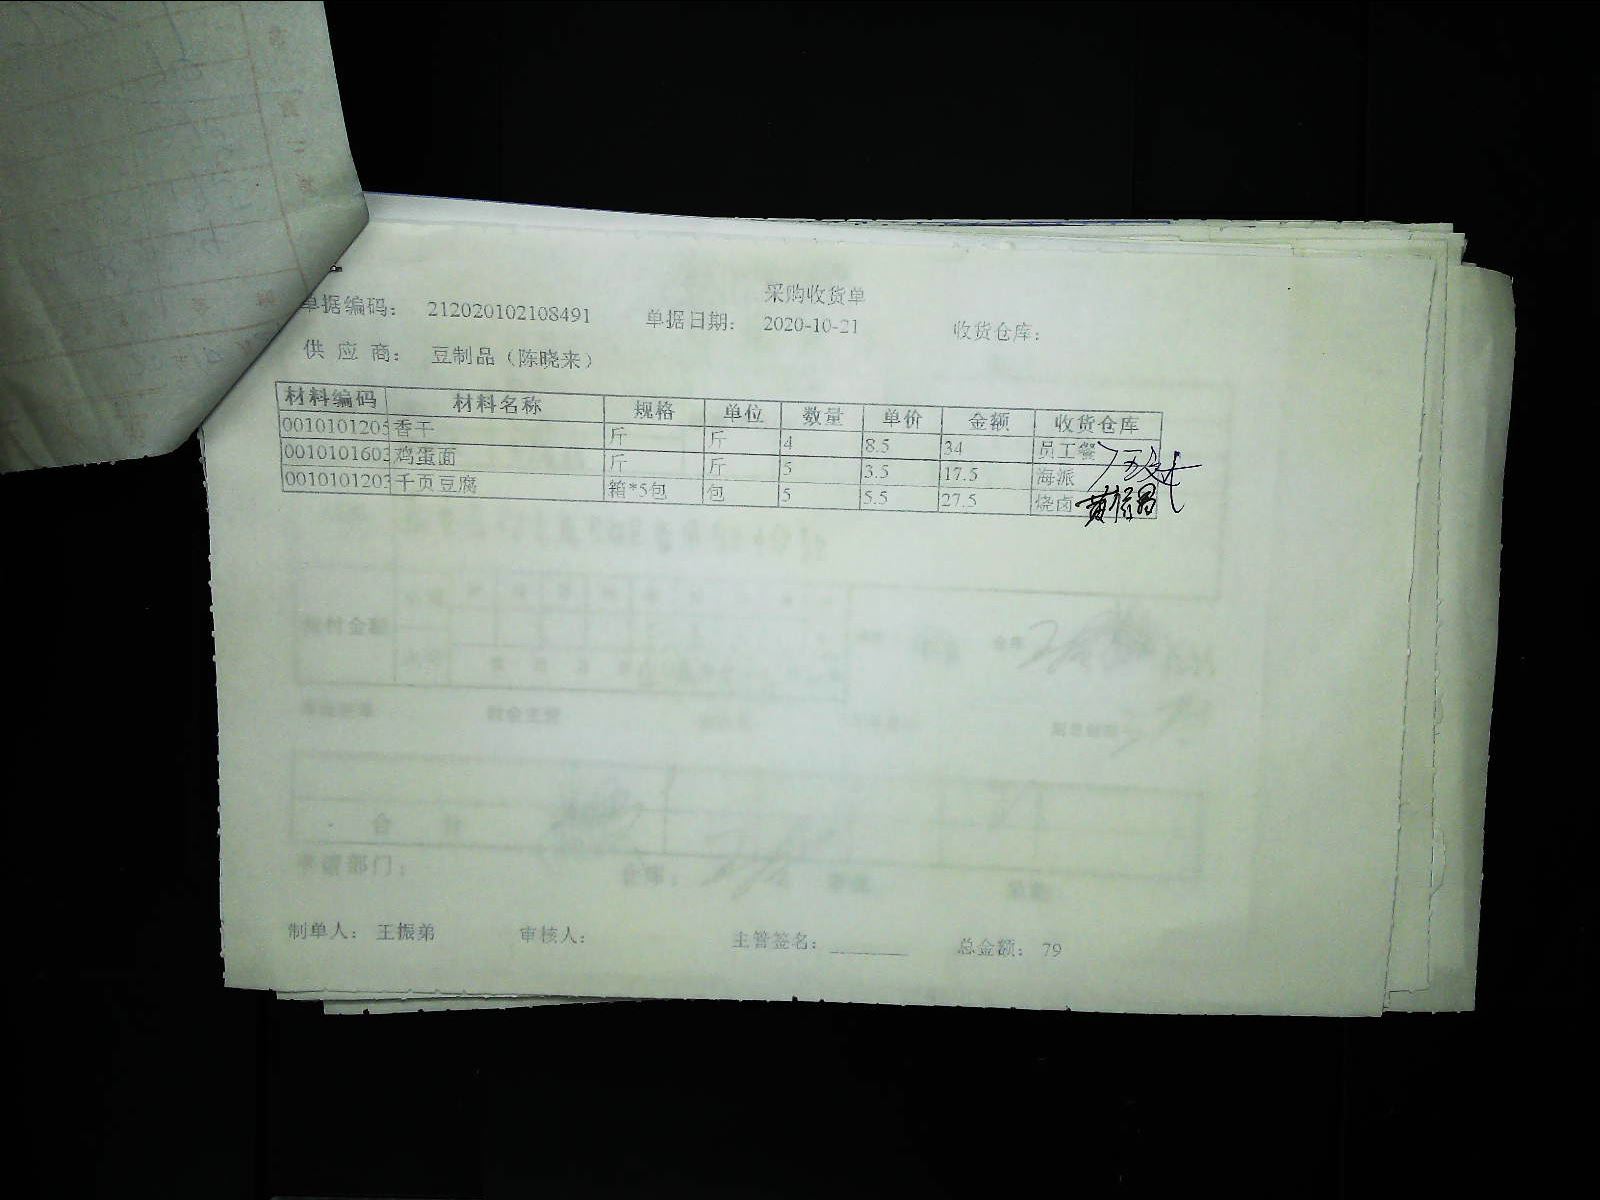 采购收货单
单据编码： 212020102108491 单据日期： 2020-10-21 收货仓库：
供 应 商： 豆制品（陈晓来）
材料编码 材料名称 规格 单位 数量 单价 金额 收货仓库
0010101205 香干 斤 斤 4 8.5 34 员工餐
0010101603 鸡蛋面 斤 斤 5 3.5 17.5 海派
0010101203 千页豆腐 箱*5包 包 5 5.5 27.5 烧卤
制单人： 王振弟 审核人： 主管签名： 总金额： 79